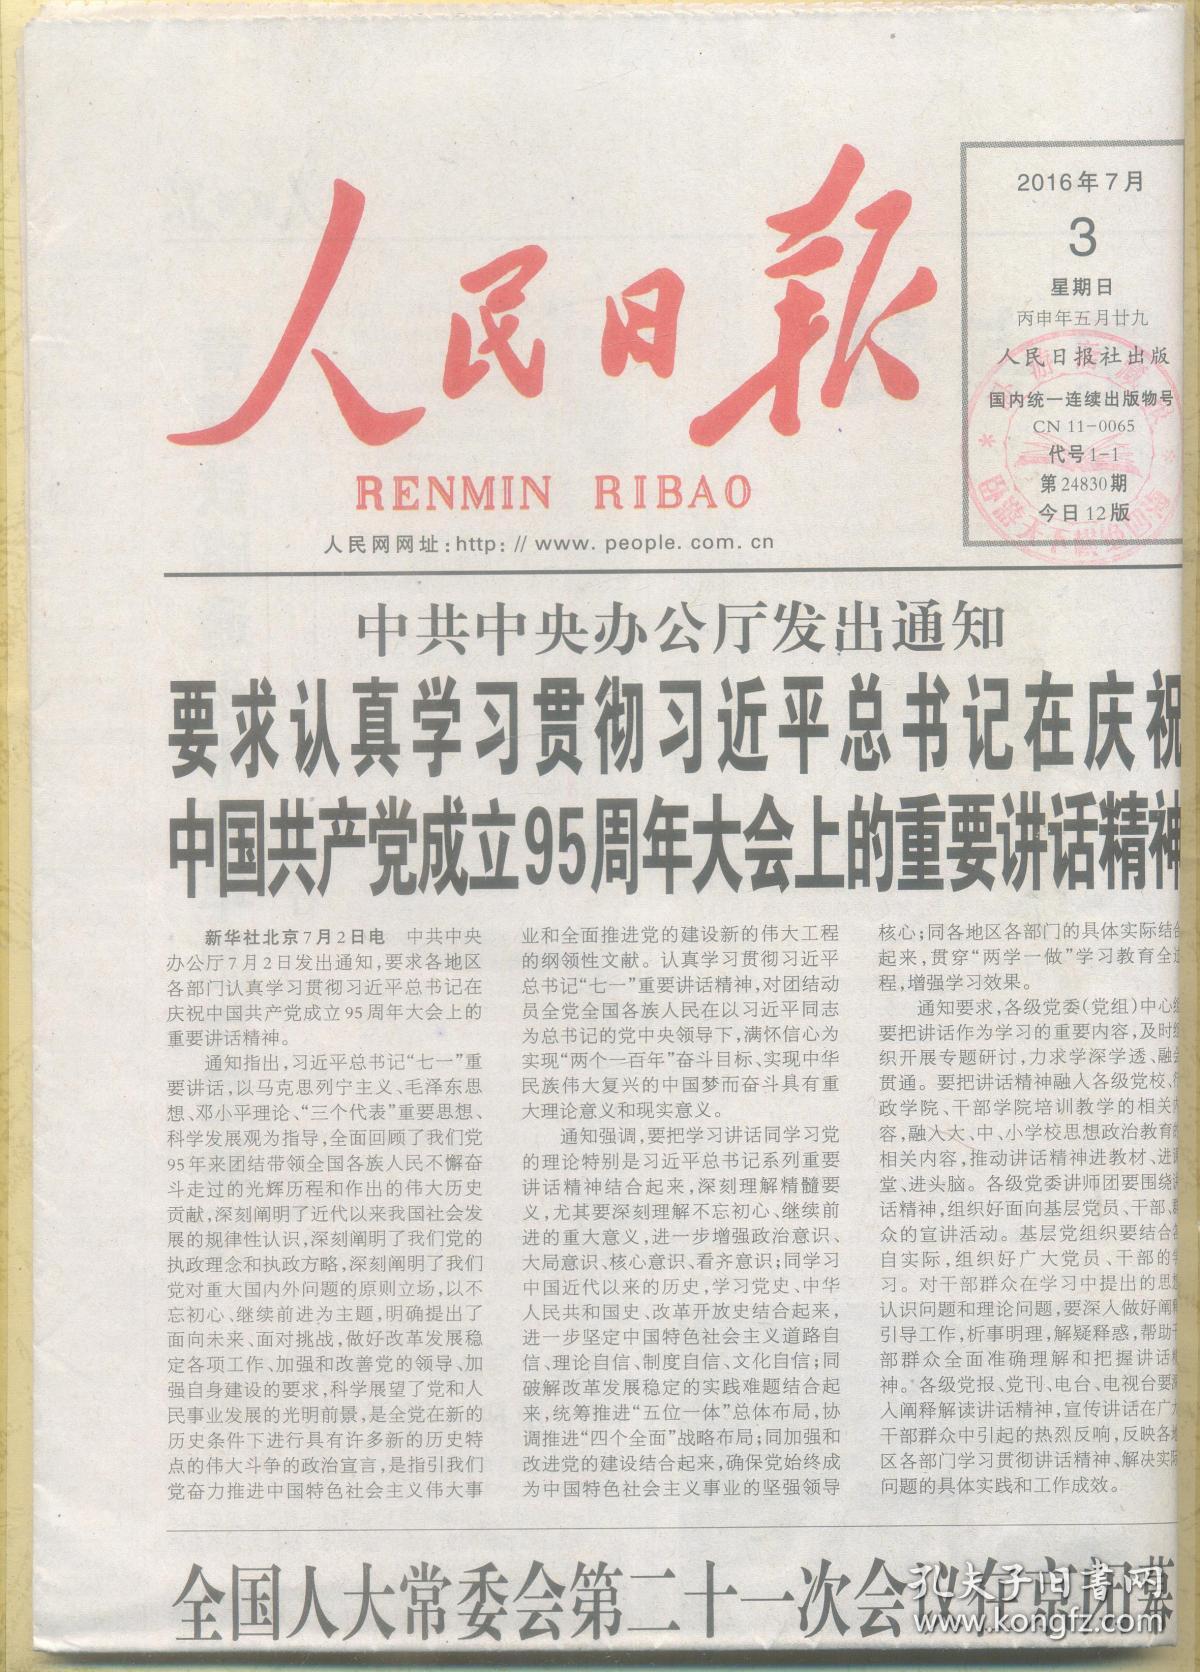 人民日报
RENMIN RIBAO
人民网网址:http://www.people.com.cn
2016年7月
3
星期日
丙申年五月廿九
人民日报社出版
国内统一连续出版物号
CN 11-0065
代号1-1
第24830期
今日12版
中共中央办公厅发出通知
要求认真学习贯彻习近平总书记在庆祝
中国共产党成立95周年大会上的重要讲话精神
新华社北京7月2日电 中共中央
办公厅7月2日发出通知,要求各地区
各部门认真学习贯彻习近平总书记在
庆祝中国共产党成立95周年大会上的
重要讲话精神。
通知指出,习近平总书记“七一”重
要讲话,以马克思列宁主义、毛泽东思
想、邓小平理论、“三个代表”重要思想、
科学发展观为指导,全面回顾了我们党
95年来团结带领全国各族人民不懈奋
斗走过的光辉历程和作出的伟大历史
贡献,深刻阐明了近代以来我国社会发
展的规律性认识,深刻阐明了我们党的
执政理念和执政方略,深刻阐明了我们
党对重大国内外问题的原则立场,以不
忘初心、继续前进为主题,明确提出了
面向未来、面对挑战,做好改革发展稳
定各项工作、加强和改善党的领导、加
强自身建设的要求,科学展望了党和人
民事业发展的光明前景,是全党在新的
历史条件下进行具有许多新的历史特
点的伟大斗争的政治宣言,是指引我们
党奋力推进中国特色社会主义伟大事
业和全面推进党的建设新的伟大工程
的纲领性文献。认真学习贯彻习近平
总书记“七一”重要讲话精神,对团结动
员全党全国各族人民在以习近平同志
为总书记的党中央领导下,满怀信心为
实现“两个一百年”奋斗目标、实现中华
民族伟大复兴的中国梦而奋斗具有重
大理论意义和现实意义。
通知强调,要把学习讲话同学习党
的理论特别是习近平总书记系列重要
讲话精神结合起来,深刻理解精髓要
义,尤其要深刻理解不忘初心、继续前
进的重大意义,进一步增强政治意识、
大局意识、核心意识、看齐意识;同学习
中国近代以来的历史,学习党史、中华
人民共和国史、改革开放史结合起来,
进一步坚定中国特色社会主义道路自
信、理论自信、制度自信、文化自信;同
破解改革发展稳定的实践难题结合起
来,统筹推进“五位一体”总体布局,协
调推进“四个全面”战略布局;同加强和
改进党的建设结合起来,确保党始终成
为中国特色社会主义事业的坚强领导
核心;同各地区各部门的具体实际结合
起来,贯穿“两学一做”学习教育全过
程,增强学习效果。
通知要求,各级党委(党组)中心组
要把讲话作为学习的重要内容,及时组
织开展专题研讨,力求学深学透、融会
贯通。要把讲话精神融入各级党校、行
政学院、干部学院培训教学的相关内
容,融入大、中、小学校思想政治教育的
相关内容,推动讲话精神进教材、进课
堂、进头脑。各级党委讲师团要围绕讲
话精神,组织好面向基层党员、干部、群
众的宣讲活动。基层党组织要结合各
自实际,组织好广大党员、干部的学
习。对干部群众在学习中提出的思想
认识问题和理论问题,要深入做好阐释
引导工作,析事明理,解疑释惑,帮助干
部群众全面准确理解和把握讲话精
神。各级党报、党刊、电台、电视台要深
入阐释解读讲话精神,宣传讲话在广大
干部群众中引起的热烈反响,反映各地
区各部门学习贯彻讲话精神、解决实际
问题的具体实践和工作成效。
全国人大常委会第二十一次会议在京闭幕
孔夫子旧书网
www.kongfz.com